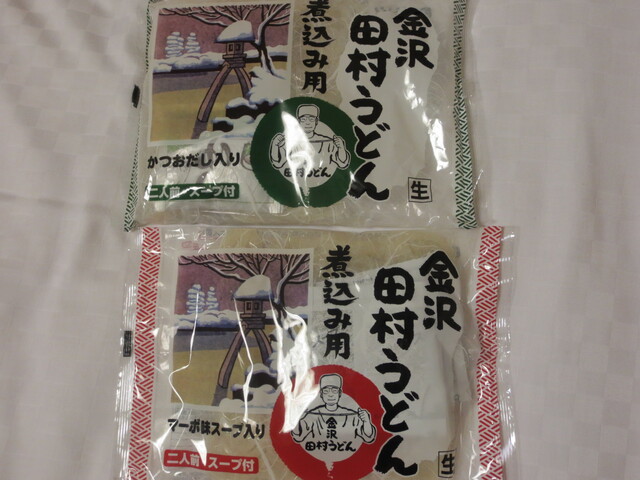 金沢
田村うどん
煮込み用
かつおだし入り
二人前・スープ付
田村うどん
生
金沢
田村うどん
煮込み用
マーボ味スープ入り
二人前・スープ付
金沢
田村うどん
生